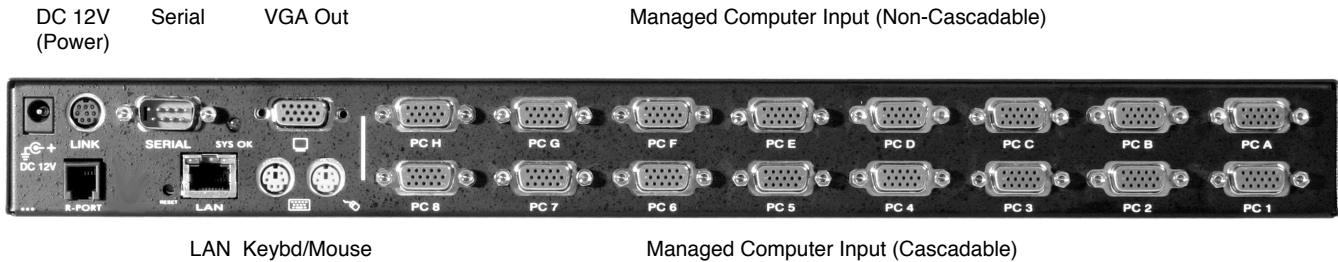 DC 12V
(Power)
Serial
VGA Out
Managed Computer Input (Non-Cascadable)
LINK
SERIAL
SYS OK
PC H
PC G
PC F
PC E
PC D
PC C
PC B
PC A
DC 12V
R-PORT
RESET
LAN
PC 8
PC 7
PC 6
PC 5
PC 4
PC 3
PC 2
PC 1
LAN
Keybd/Mouse
Managed Computer Input (Cascadable)